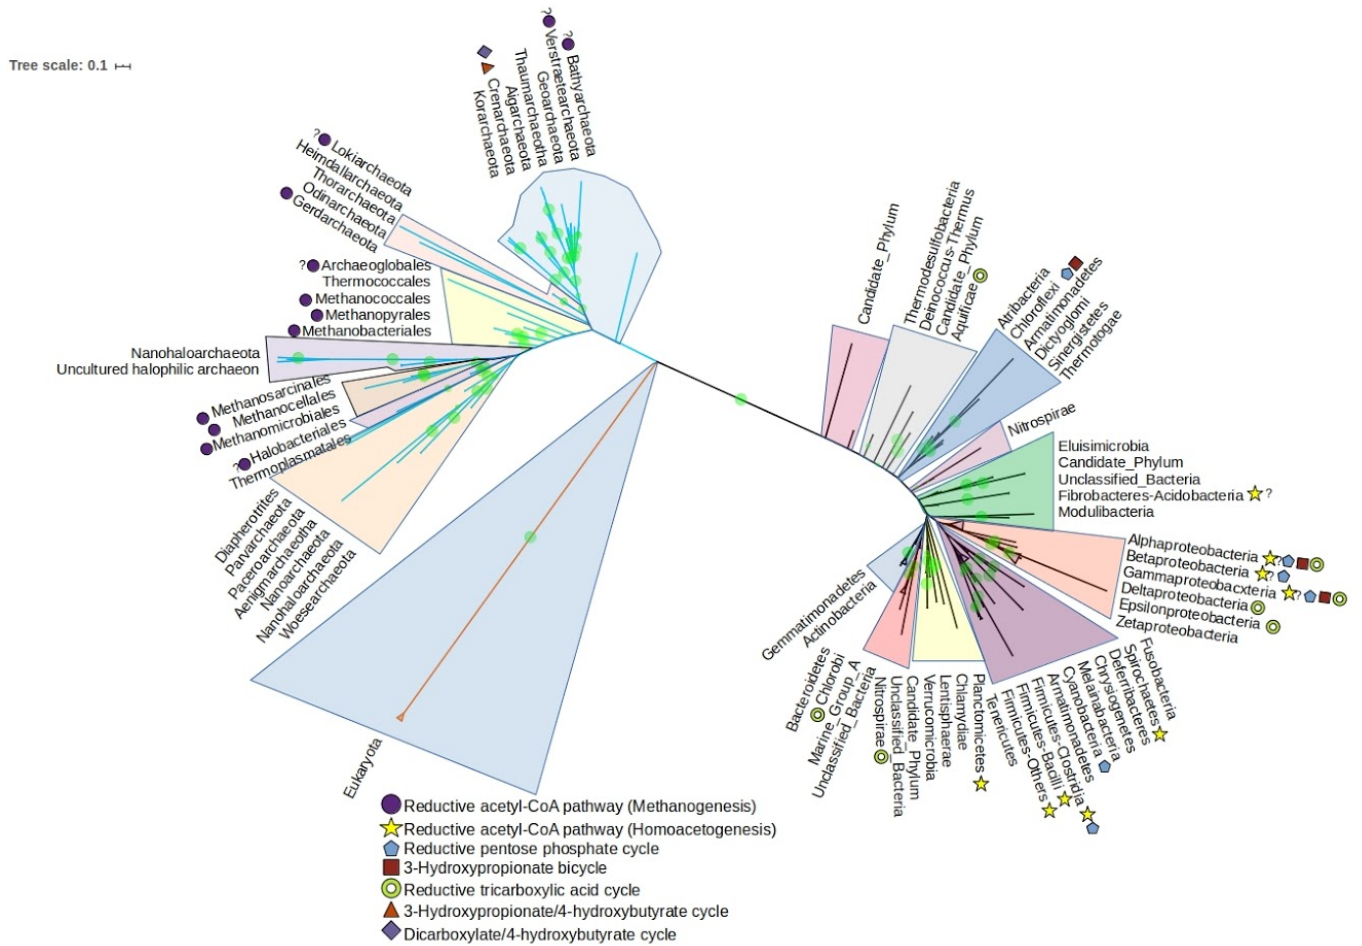 Tree scale: 0.1
?
Bathyarchaeota
?
Verstraetearchaeota
Geoarchaeota
Thaumarchaeotha
Aigarchaeota
Crenarchaeota
Korarchaeota
?
Lokiarchaeota
Heimdallarchaeota
Thorarchaeota
Odinarchaeota
Gerdarchaeota
? Archaeoglobales
Thermococcales
Methanococcales
Methanopyrales
Methanobacteriales
Nanohaloarchaeota
Uncultured halophilic archaeon
Methanosarcinales
Methanocellales
Methanomicrobiales
? Halobacteriales
Thermoplasmatales
Diapherotrites
Parvarchaeota
Paceroarchaeota
Aenigmarchaeotha
Nanoarchaeota
Nanohaloarchaeota
Woesearchaeota
Eukaryota
Candidate_Phylum
Thermodesulfobacteria
Deinococcus-Thermus
Candidate_Phylum
Aquificae
Atribacteria
Chloroflexi
Armatimonadetes
Dictyroglomi
Sinergistetes
Thermotogae
Nitrospirae
Eluisimicrobia
Candidate_Phylum
Unclassified_Bacteria
Fibrobacteres-Acidobacteria ?
Modulibacteria
Alphaproteobacteria ?
Betaproteobacteria ?
Gammaproteobacxteria ?
Deltaproteobacteria
Epsilonproteobacteria
Zetaproteobacteria
Fusobacteria
Spirochaetes
Deferribacteres
Chrysiogenetes
Melainabacteria
Cyanobacteria
Armatimonadetes
Firmicutes-Clostridia
Firmicutes-Bacilli
Firmicutes-Others
Tenericutes
Planctomicetes
Chlamydiae
Lentisphaerae
Verrucomicrobia
Candidate_Phylum
Unclassified_Bacteria
Nitrospirae
Unclassified_Bacteria
Marine_Group_A
Chlorobi
Bacteroidetes
Actinobacteria
Gemmatimonadetes
Reductive acetyl-CoA pathway (Methanogenesis)
Reductive acetyl-CoA pathway (Homoacetogenesis)
Reductive pentose phosphate cycle
3-Hydroxypropionate bicycle
Reductive tricarboxylic acid cycle
3-Hydroxypropionate/4-hydroxybutyrate cycle
Dicarboxylate/4-hydroxybutyrate cycle